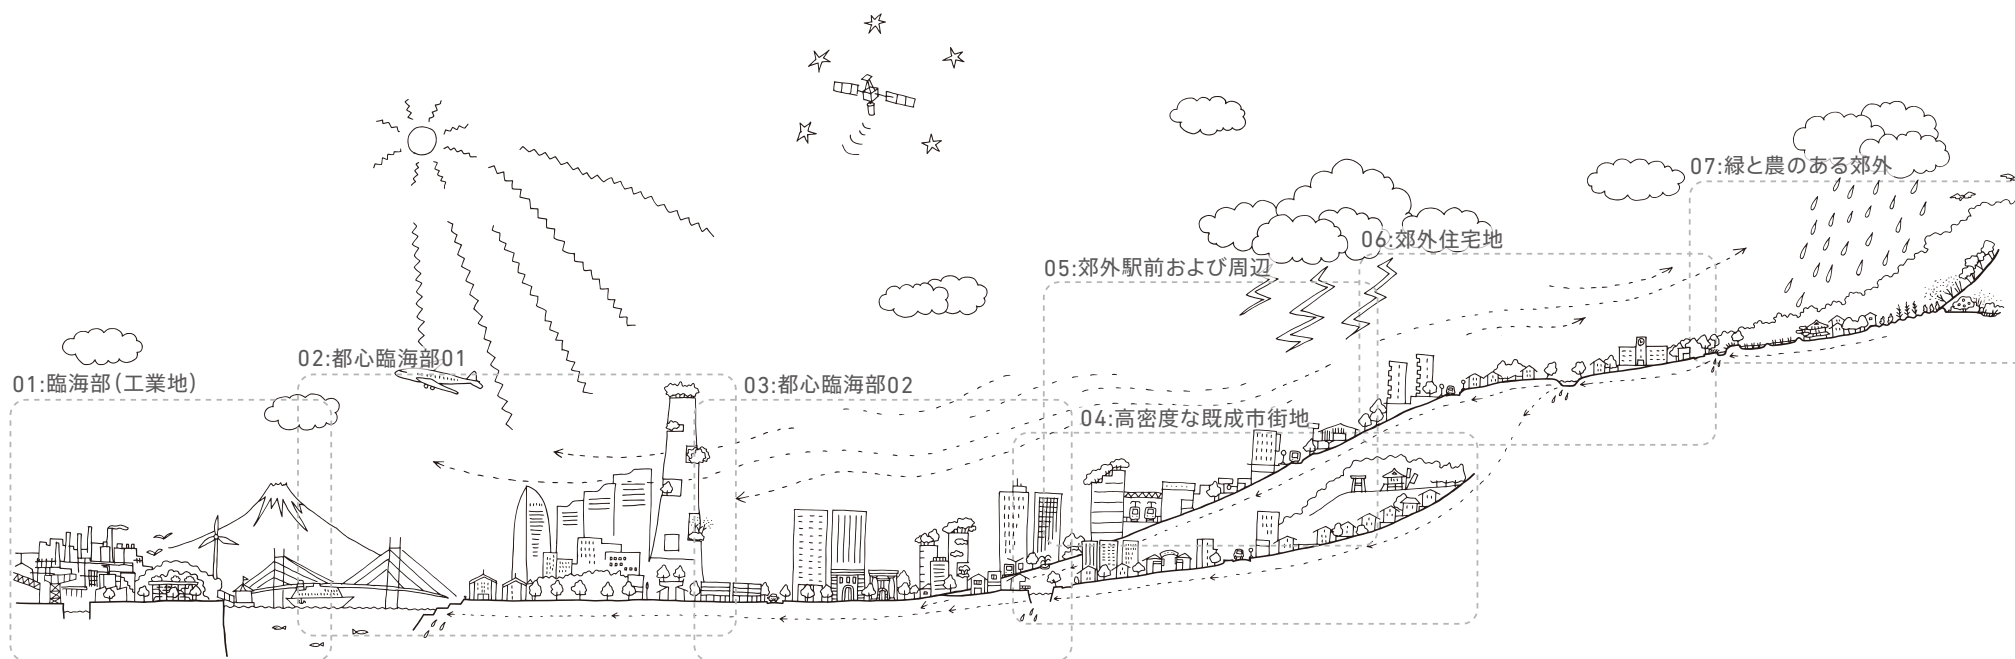 01:臨海部(工業地)
02:都心臨海部01
03:都心臨海部02
04:高密度な既成市街地
05:郊外駅前および周辺
06:郊外住宅地
07:緑と農のある郊外